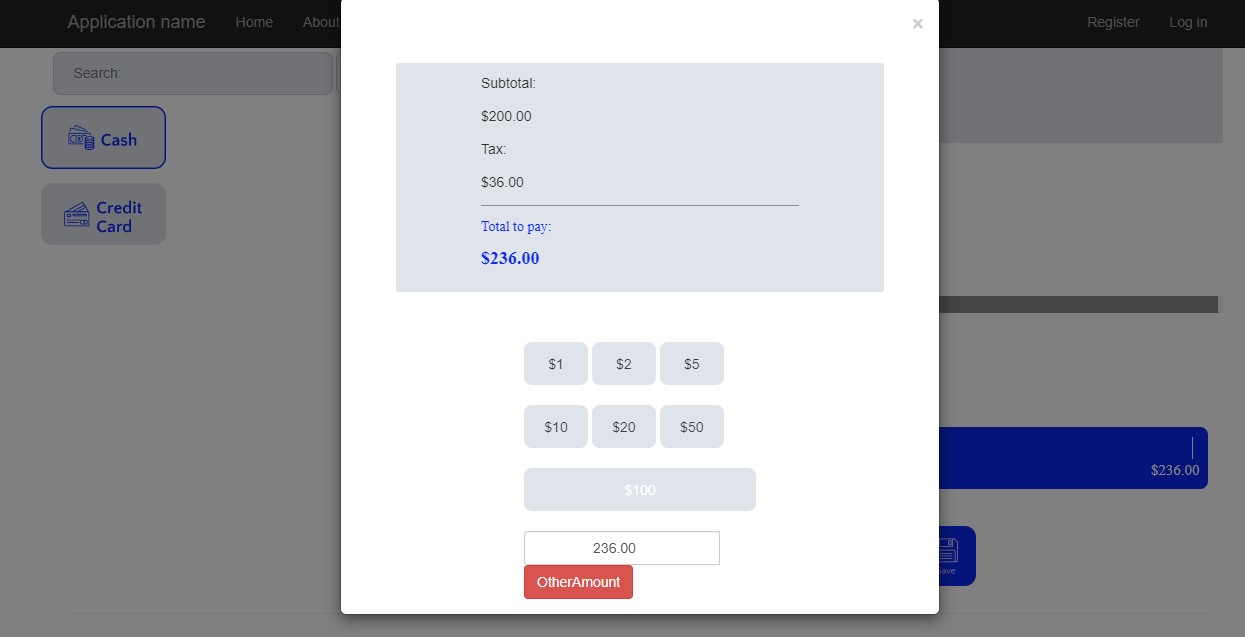 Application name Home About Register Log in
×
Search:
Cash
Credit
Card
Subtotal:
$200.00
Tax:
$36.00
Total to pay:
$236.00
$1 $2 $5
$10 $20 $50
$100
$236.00
236.00
OtherAmount